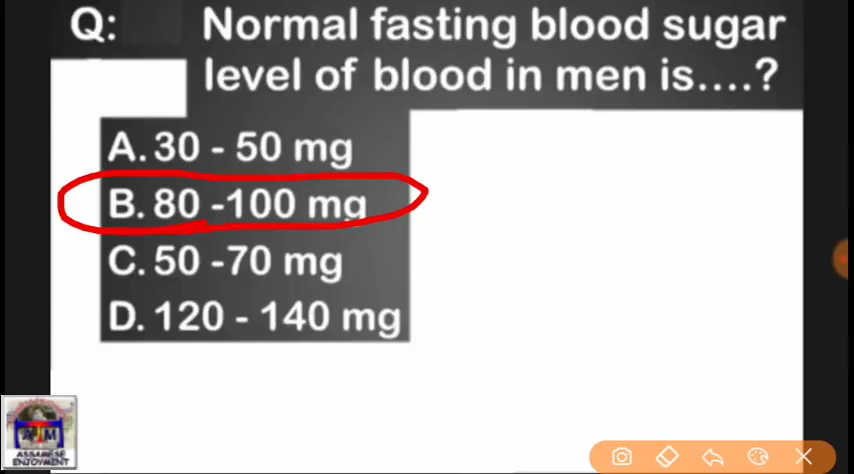 Q: Normal fasting blood sugar
level of blood in men is....?
A. 30 - 50 mg
B. 80 -100 mg
C. 50 -70 mg
D. 120 - 140 mg
ATM
ASSAMESE
ENJOYMENT